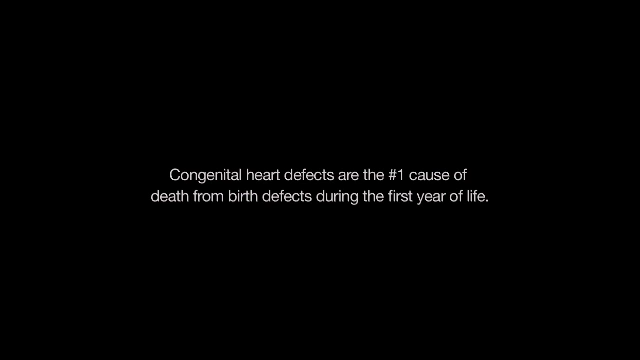 Congenital heart defects are the #1 cause of
death from birth defects during the first year of life.